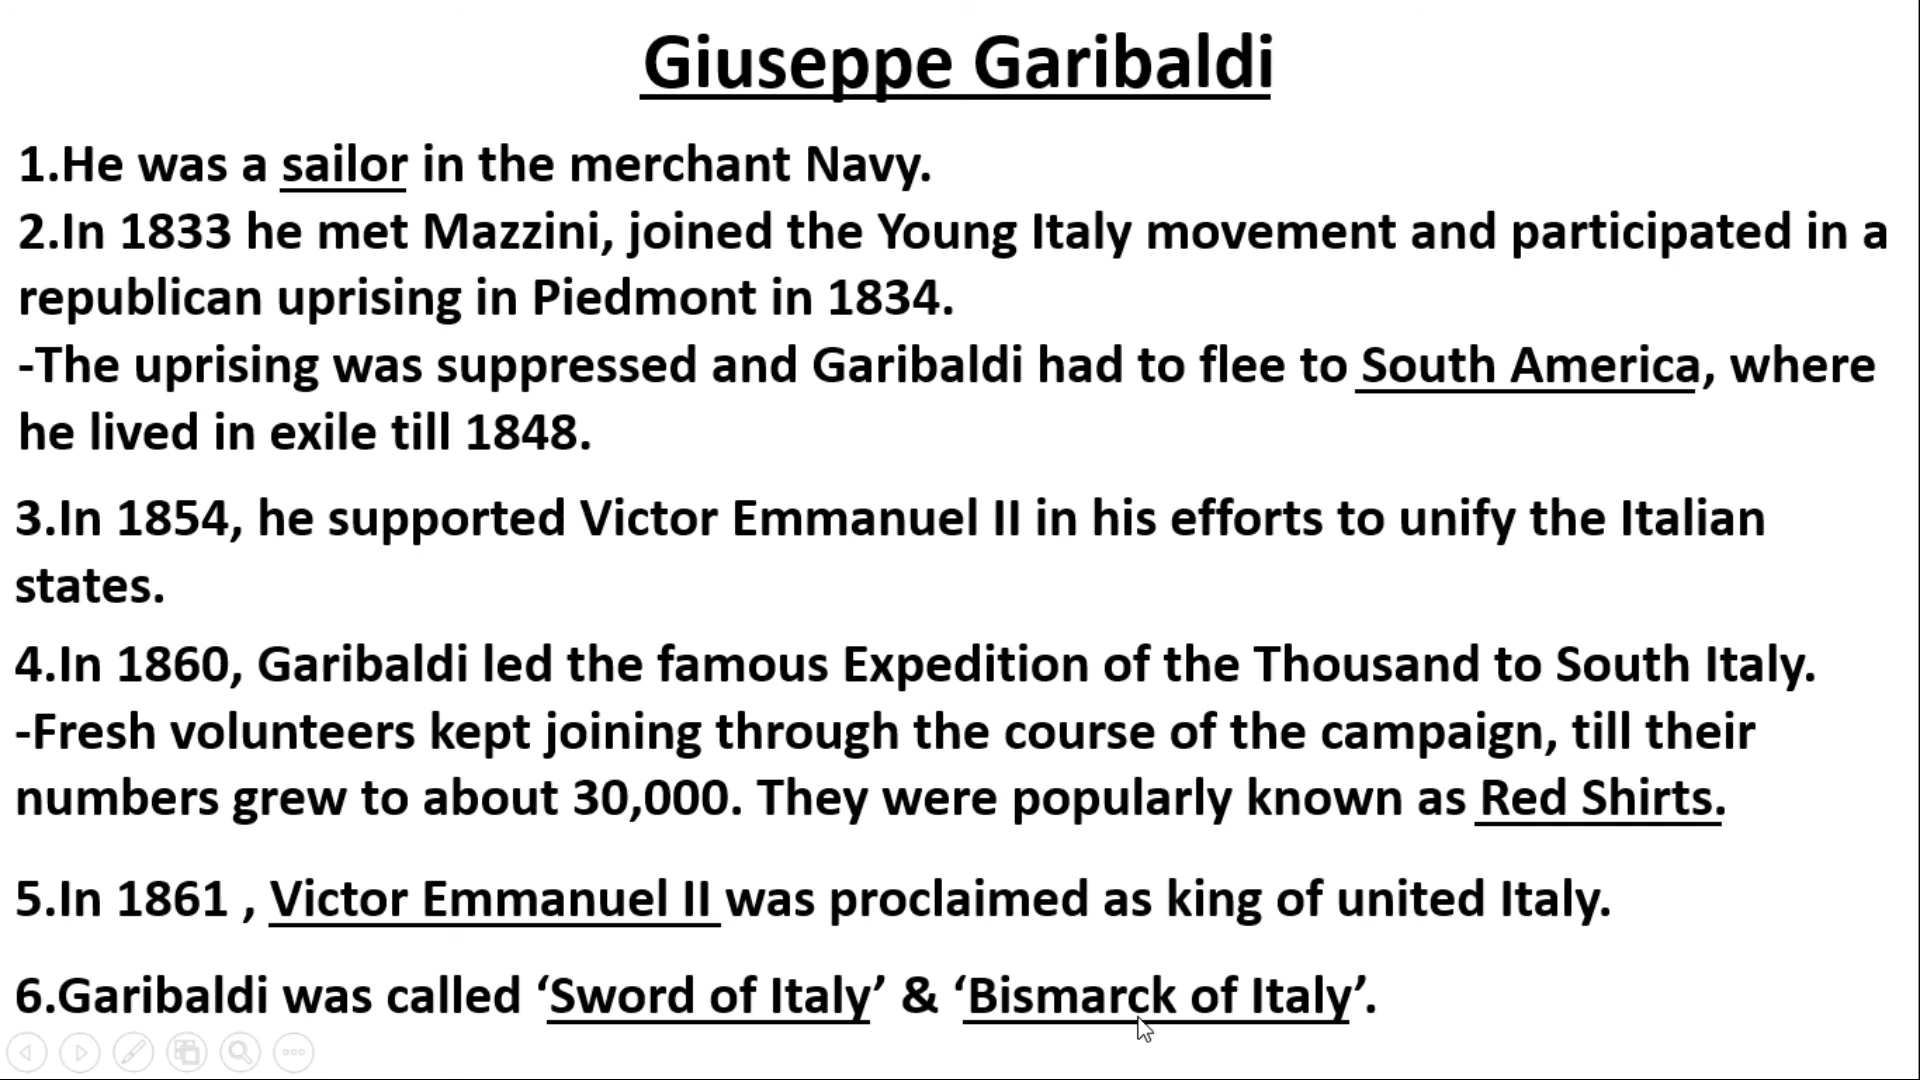 Giuseppe Garibaldi
1.He was a sailor in the merchant Navy.
2.In 1833 he met Mazzini, joined the Young Italy movement and participated in a
republican uprising in Piedmont in 1834.
-The uprising was suppressed and Garibaldi had to flee to South America, where
he lived in exile till 1848.
3.In 1854, he supported Victor Emmanuel II in his efforts to unify the Italian
states.
4.In 1860, Garibaldi led the famous Expedition of the Thousand to South Italy.
-Fresh volunteers kept joining through the course of the campaign, till their
numbers grew to about 30,000. They were popularly known as Red Shirts.
5.In 1861 , Victor Emmanuel II was proclaimed as king of united Italy.
6.Garibaldi was called ‘Sword of Italy’ & ‘Bismarck of Italy’.